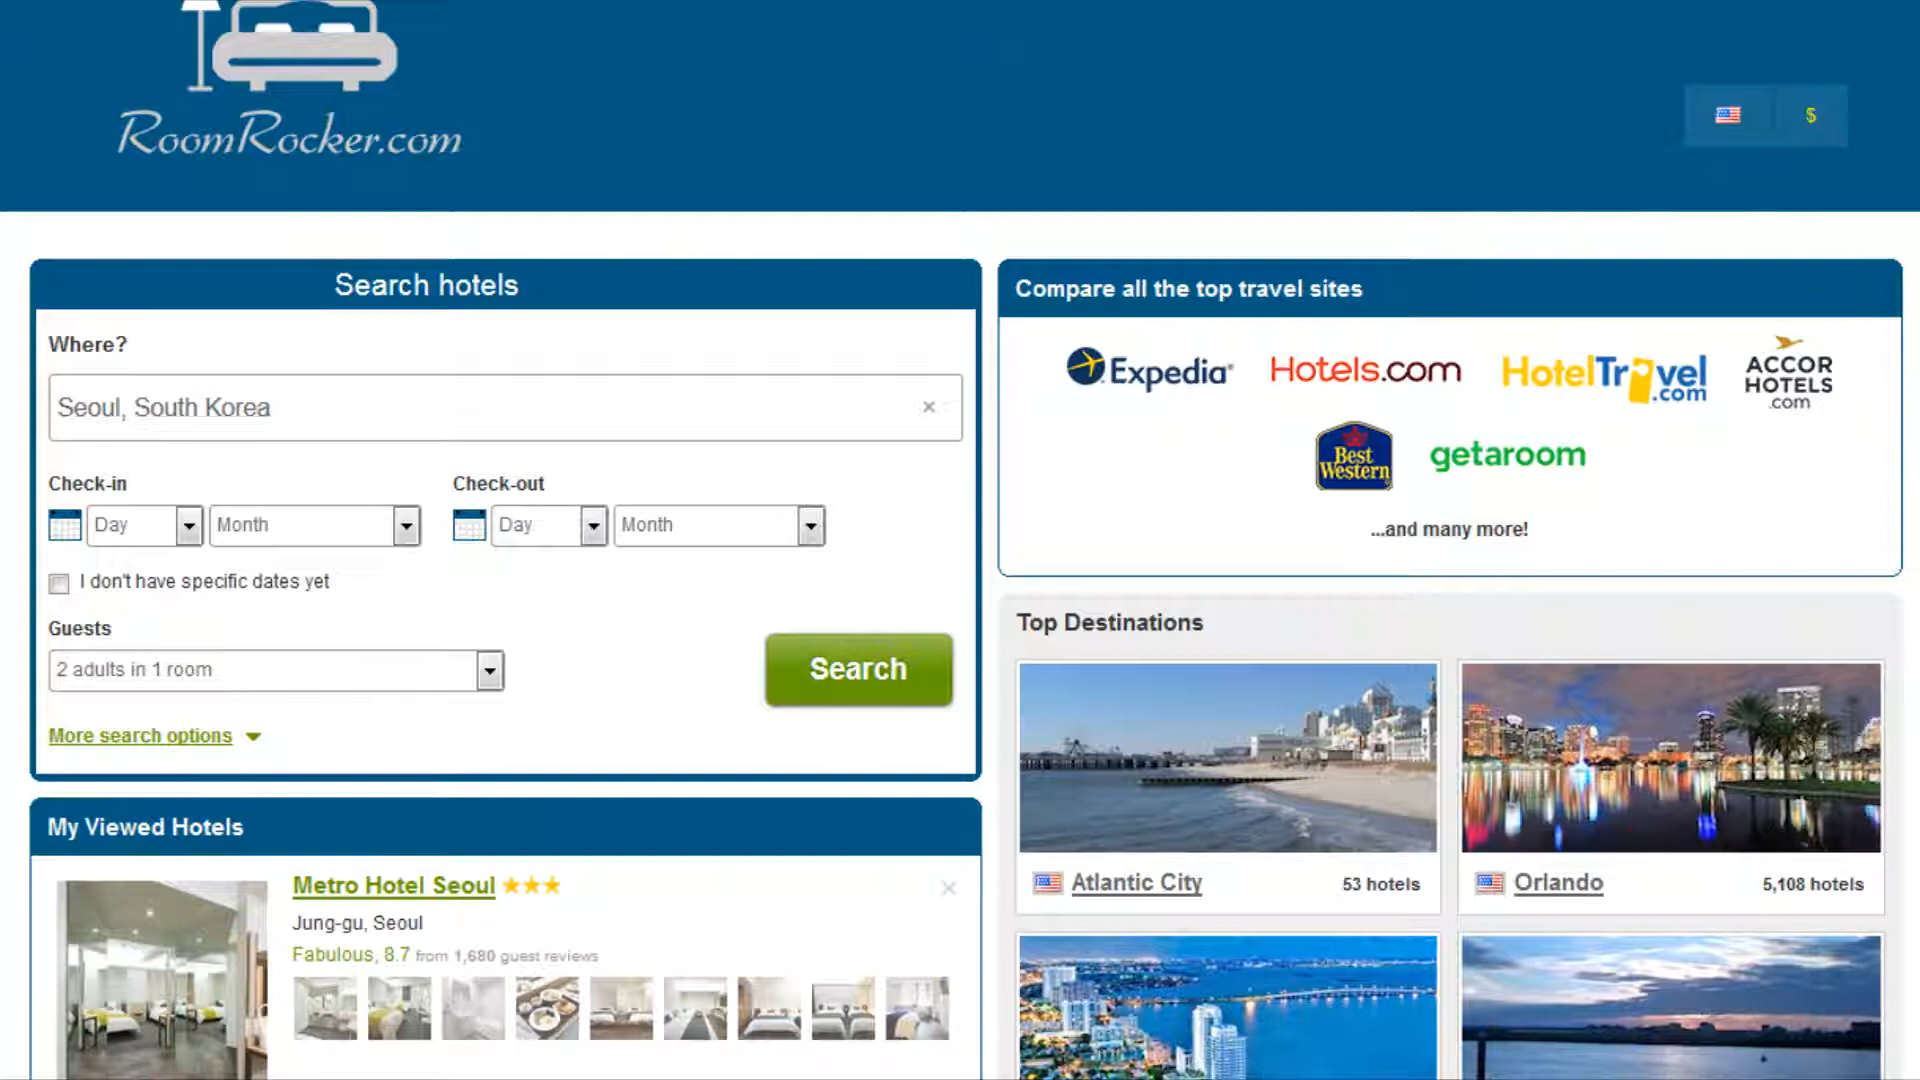 RoomRocker.com
$
Search hotels
Where?
Seoul, South Korea
×
Check-in
Check-out
Day
Month
Day
Month
I don't have specific dates yet
Guests
2 adults in 1 room
Search
More search options
My Viewed Hotels
Metro Hotel Seoul
Jung-gu, Seoul
Fabulous, 8.7 from 1,680 guest reviews
Compare all the top travel sites
Expedia®
Hotels.com
HotelTravel.com
ACCOR
HOTELS
.com
Best
Western
getaroom
...and many more!
Top Destinations
Atlantic City
53 hotels
Orlando
5,108 hotels